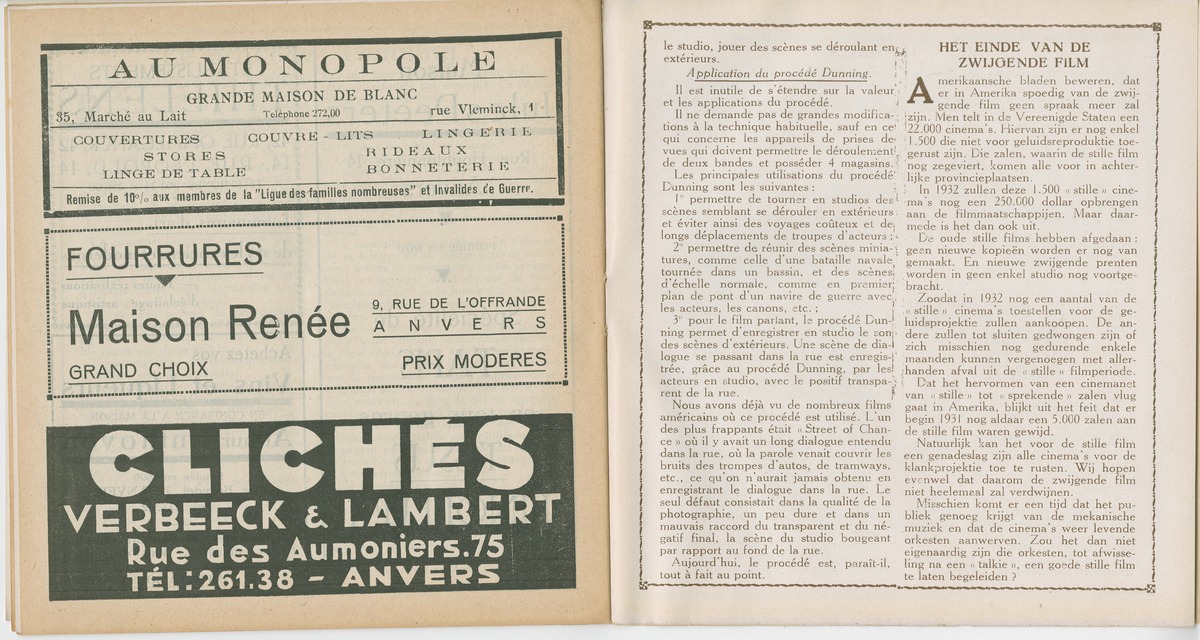 AU MONOPOLE
GRANDE MAISON DE BLANC
35, Marché au Lait Téléphone 272,00 rue Vleminck, 1
COUVERTURES COUVRE-LITS LINGERIE
STORES RIDEAUX
LINGE DE TABLE BONNETERIE
Remise de 10% aux membres de la "Ligue des familles nombreuses" et Invalides de Guerre.
FOURRURES
Maison Renée
9, RUE DE L'OFFRANDE
ANVERS
GRAND CHOIX
PRIX MODERES
CLICHÉS
VERBEECK & LAMBERT
Rue des Aumoniers.75
TÉL:261.38 - ANVERS
le studio, jouer des scènes se déroulant en
extérieurs.
Application du procédé Dunning.
Il est inutile de s'étendre sur la valeur
et les applications du procédé.
Il ne demande pas de grandes modifica-
tions à la technique habituelle, sauf en ce
qui concerne les appareils de prises de
vues qui doivent permettre le déroulement
de deux bandes et posséder 4 magasins.
Les principales utilisations du procédé
Dunning sont les suivantes :
1° permettre de tourner en studios des
scènes semblant se dérouler en extérieurs
et éviter ainsi des voyages coûteux et de
longs déplacements de troupes d'acteurs ;
2° permettre de réunir des scènes minia-
tures, comme celle d'une bataille navale
tournée dans un bassin, et des scènes
d'échelle normale, comme en premier
plan de pont d'un navire de guerre avec
les acteurs, les canons, etc. ;
3° pour le film parlant, le procédé Dun-
ning permet d'enregistrer en studio le son
des scènes d'extérieurs. Une scène de dia-
logue se passant dans la rue est enregis-
trée, grâce au procédé Dunning, par les
acteurs en studio, avec le positif transpa-
rent de la rue.
Nous avons déjà vu de nombreux films
américains où ce procédé est utilisé. L'un
des plus frappants était « Street of Chan-
ce » où il y avait un long dialogue entendu
dans la rue, où la parole venait couvrir les
bruits des trompes d'autos, de tramways,
etc., ce qu'on n'aurait jamais obtenu en
enregistrant le dialogue dans la rue. Le
seul défaut consistait dans la qualité de la
photographie, un peu dure et dans un
mauvais raccord du transparent et du né-
gatif final, la scène du studio bougeant
par rapport au fond de la rue.
Aujourd'hui, le procédé est, paraît-il,
tout à fait au point.
HET EINDE VAN DE
ZWIJGENDE FILM
Amerikaansche bladen beweren, dat
er in Amerika spoedig van de zwij-
gende film geen spraak meer zal
zijn. Men telt in de Vereenigde Staten een
22.000 cinema's. Hiervan zijn er nog enkel
1.500 die niet voor geluidsreproduktie toe-
gerust zijn. Die zalen, waarin de stille film
nog zegeviert, komen alle voor in achter-
lijke provincieplaatsen.
In 1932 zullen deze 1.500 « stille » cine-
ma's nog een 250.000 dollar opbrengen
aan de filmmaatschappijen. Maar daar-
mede is het dan ook uit.
De oude stille films hebben afgedaan :
geen nieuwe kopieën worden er nog van
gemaakt. En nieuwe zwijgende prenten
worden in geen enkel studio nog voortge-
bracht.
Zoodat in 1932 nog een aantal van de
« stille » cinema's toestellen voor de ge-
luidsprojektie zullen aankoopen. De an-
dere zullen tot sluiten gedwongen zijn of
zich misschien nog gedurende enkele
maanden kunnen vergenoegen met aller-
handen afval uit de « stille » filmperiode.
Dat het hervormen van een cinemanet
van « stille » tot « sprekende » zalen vlug
gaat in Amerika, blijkt uit het feit dat er
begin 1931 nog aldaar een 5.000 zalen aan
de stille film waren gewijd.
Natuurlijk kan het voor de stille film
een genadeslag zijn alle cinema's voor de
klankprojektie toe te rusten. Wij hopen
evenwel dat daarom de zwijgende film
niet heelemaal zal verdwijnen.
Misschien komt er een tijd dat het pu-
bliek genoeg krijgt van de mekanische
muziek en dat de cinema's weer levende
orkesten aanwerven. Zou het dan niet
eigenaardig zijn die orkesten, tot afwisse-
ling na een « talkie », een goede stille film
te laten begeleiden ?